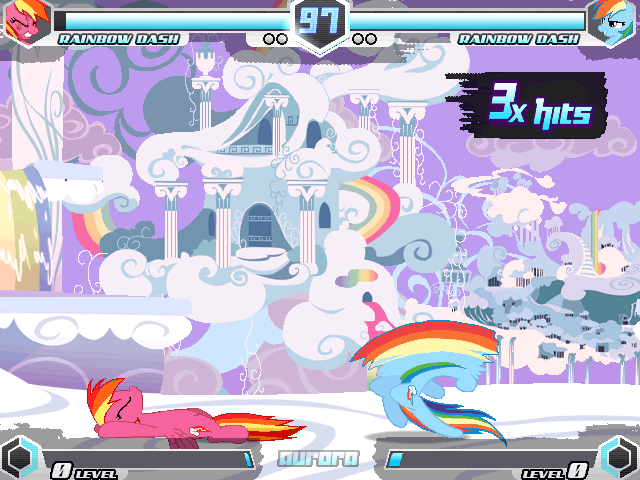 97
RAINBOW DASH
RAINBOW DASH
3x hits
0 LEVEL
aurora
LEVEL 0